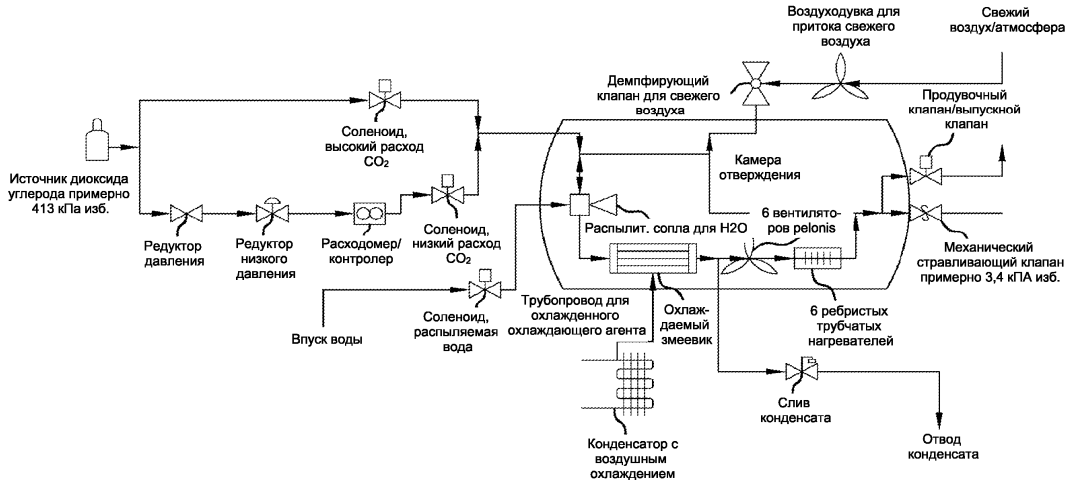 Воздуходувка для
притока свежего
воздуха
Свежий
воздух/атмосфера
Демпфирующий
клапан для свежего
воздуха
Продувочный
клапан/выпускной
клапан
Соленоид,
высокий расход
CO2
Камера
отверждения
Источник диоксида
углерода примерно
413 кПа изб.
Редуктор
давления
Редуктор
низкого
давления
Расходомер/
контролер
Соленоид,
низкий расход
CO2
Распылит. сопла для H2O
6 вентилято-
ров pelonis
Механический
стравливающий клапан
примерно 3,4 кПА изб.
Впуск воды
Соленоид,
распыляемая
вода
Трубопровод для
охлажденного
охлаждающего агента
Охлаж-
даемый
змеевик
6 ребристых
трубчатых
нагревателей
Слив
конденсата
Конденсатор с
воздушным
охлаждением
Отвод
конденсата